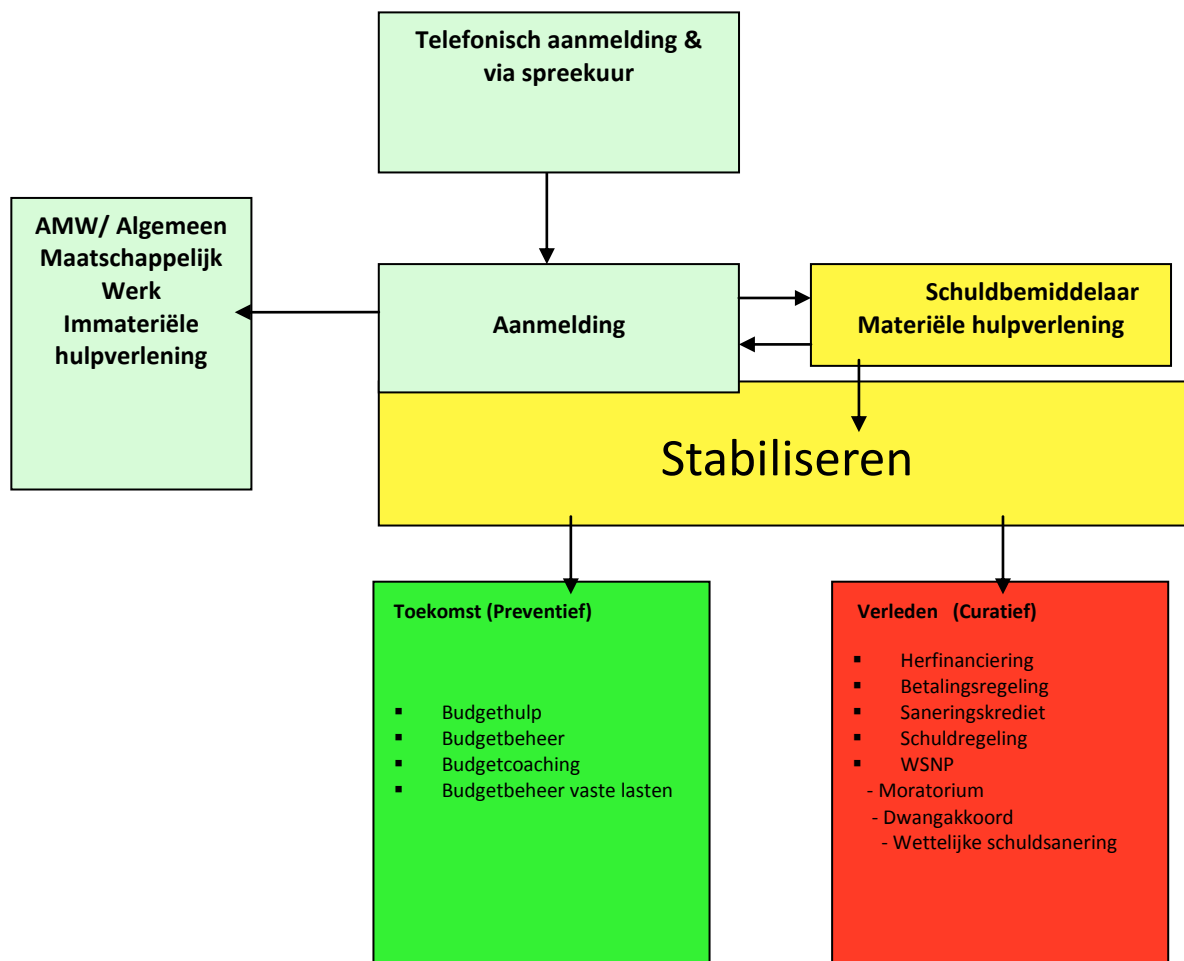 Telefonisch aanmelding &
via spreekuur
AMW/ Algemeen
Maatschappelijk
Werk
Immateriële
hulpverlening
Aanmelding
Schuldbemiddelaar
Materiële hulpverlening
Stabiliseren
Toekomst (Preventief)
▪ Budgethulp
▪ Budgetbeheer
▪ Budgetcoaching
▪ Budgetbeheer vaste lasten
Verleden (Curatief)
▪ Herfinanciering
▪ Betalingsregeling
▪ Saneringskrediet
▪ Schuldregeling
▪ WSNP
- Moratorium
- Dwangakkoord
- Wettelijke schuldsanering